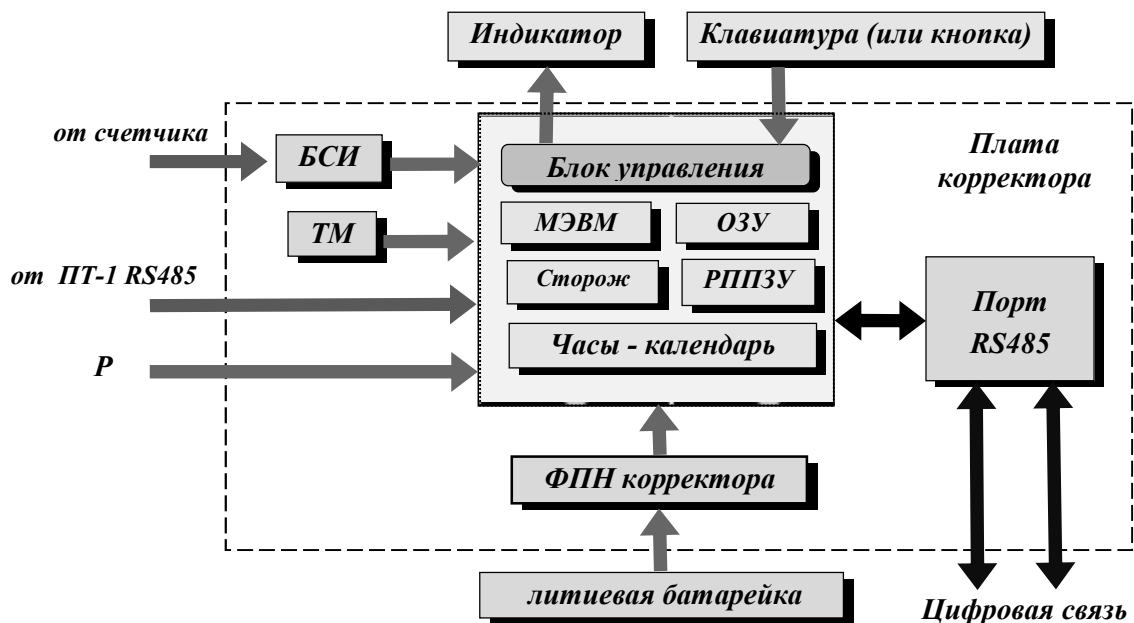 Индикатор
Клавиатура (или кнопка)
от счетчика
БСИ
Блок управления
Плата
корректора
ТМ
МЭВМ
ОЗУ
от ПТ-1 RS485
Сторож
РППЗУ
Порт
RS485
Р
Часы - календарь
ФПН корректора
литиевая батарейка
Цифровая связь